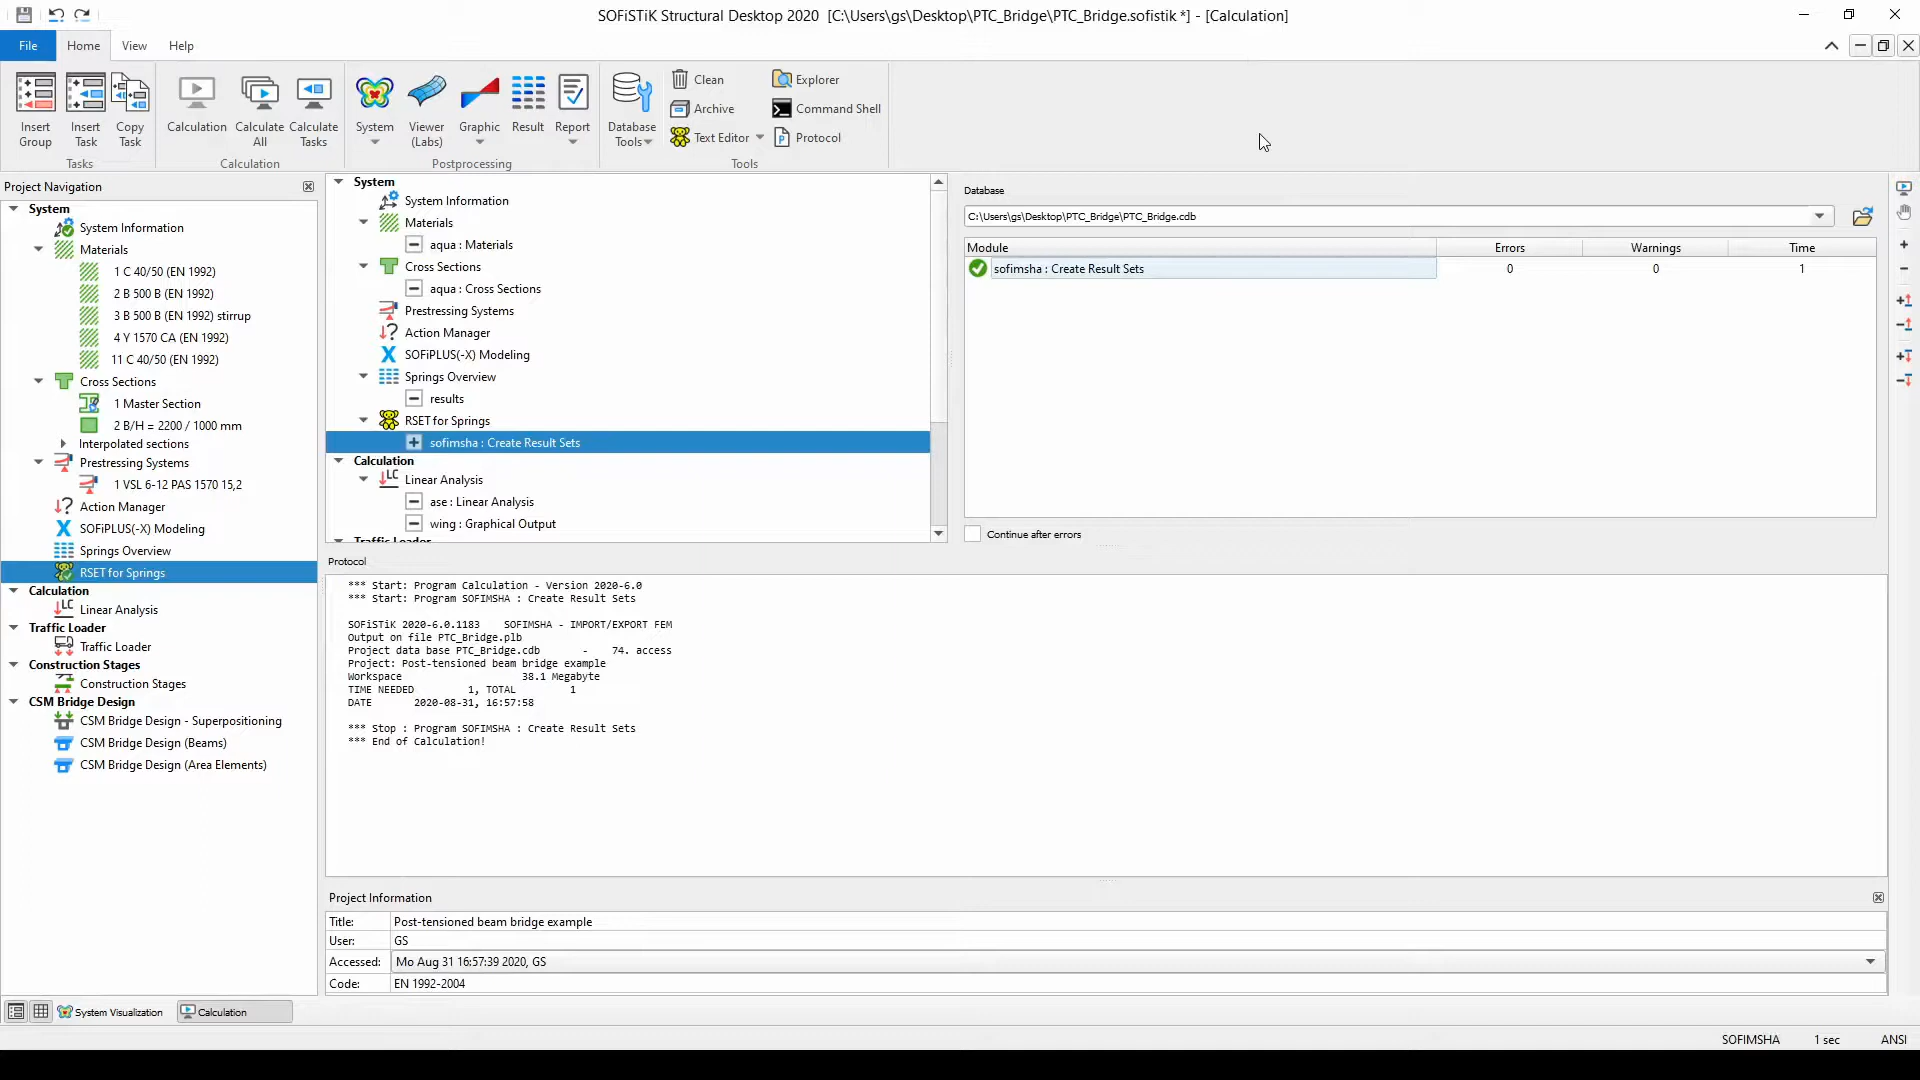 SOFiSTiK Structural Desktop 2020 [C:\Users\gs\Desktop\PTC_Bridge\PTC_Bridge.sofistik *] - [Calculation]
File Home View Help
Insert Group
Insert Task
Copy Task
Tasks
Calculation
Calculate All
Calculate Tasks
Calculation
System
Viewer (Labs)
Graphic
Result
Report
Postprocessing
Database Tools
Clean
Archive
Text Editor
Explorer
Command Shell
Protocol
Tools
Project Navigation
System
System Information
Materials
1 C 40/50 (EN 1992)
2 B 500 B (EN 1992)
3 B 500 B (EN 1992) stirrup
4 Y 1570 CA (EN 1992)
11 C 40/50 (EN 1992)
Cross Sections
1 Master Section
2 B/H = 2200 / 1000 mm
Interpolated sections
Prestressing Systems
1 VSL 6-12 PAS 1570 15,2
Action Manager
SOFiPLUS(-X) Modeling
Springs Overview
RSET for Springs
Calculation
Linear Analysis
Traffic Loader
Traffic Loader
Construction Stages
Construction Stages
CSM Bridge Design
CSM Bridge Design - Superpositioning
CSM Bridge Design (Beams)
CSM Bridge Design (Area Elements)
System
System Information
Materials
aqua : Materials
Cross Sections
aqua : Cross Sections
Prestressing Systems
Action Manager
SOFiPLUS(-X) Modeling
Springs Overview
results
RSET for Springs
sofimsha : Create Result Sets
Calculation
Linear Analysis
ase : Linear Analysis
wing : Graphical Output
Traffic Loader
Database
C:\Users\gs\Desktop\PTC_Bridge\PTC_Bridge.cdb
Module Errors Warnings Time
sofimsha : Create Result Sets 0 0 1
Continue after errors
Protocol
*** Start: Program Calculation - Version 2020-6.0
*** Start: Program SOFIMSHA : Create Result Sets
SOFiSTiK 2020-6.0.1183 SOFIMSHA - IMPORT/EXPORT FEM
Output on file PTC_Bridge.plb
Project data base PTC_Bridge.cdb - 74. access
Project: Post-tensioned beam bridge example
Workspace 38.1 Megabyte
TIME NEEDED 1, TOTAL 1
DATE 2020-08-31, 16:57:58
*** Stop : Program SOFIMSHA : Create Result Sets
*** End of Calculation!
Project Information
Title: Post-tensioned beam bridge example
User: GS
Accessed: Mo Aug 31 16:57:39 2020, GS
Code: EN 1992-2004
System Visualization Calculation
SOFIMSHA 1 sec ANSI